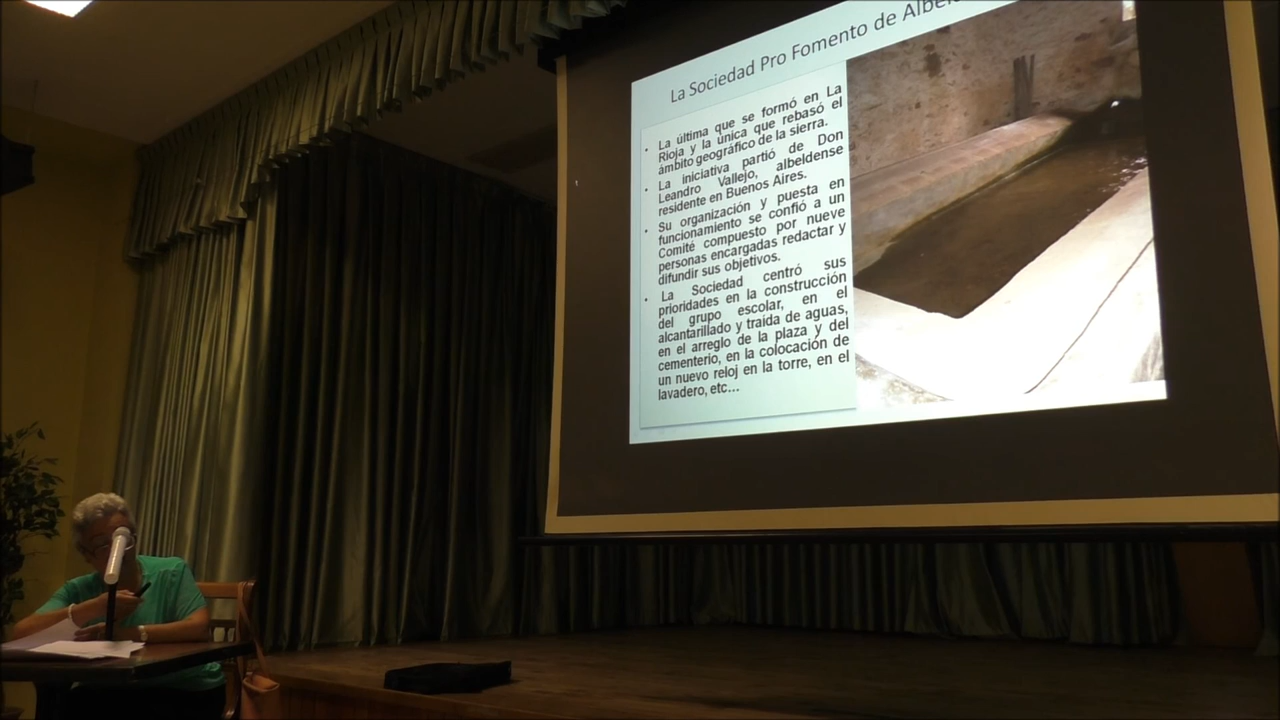 La Sociedad Pro Fomento de
• La última que se formó en La
Rioja y la única que rebasó el
ámbito geográfico de la sierra.
• La iniciativa partió de Don
Leandro Vallejo, albeldense
residente en Buenos Aires.
• Su organización y puesta en
funcionamiento se confió a un
Comité compuesto por nueve
personas encargadas redactar y
difundir sus objetivos.
• La Sociedad centró sus
prioridades en la construcción
del grupo escolar, en el
alcantarillado y traida de aguas,
en el arreglo de la plaza y del
cementerio, en la colocación de
un nuevo reloj en la torre, en el
lavadero, etc...